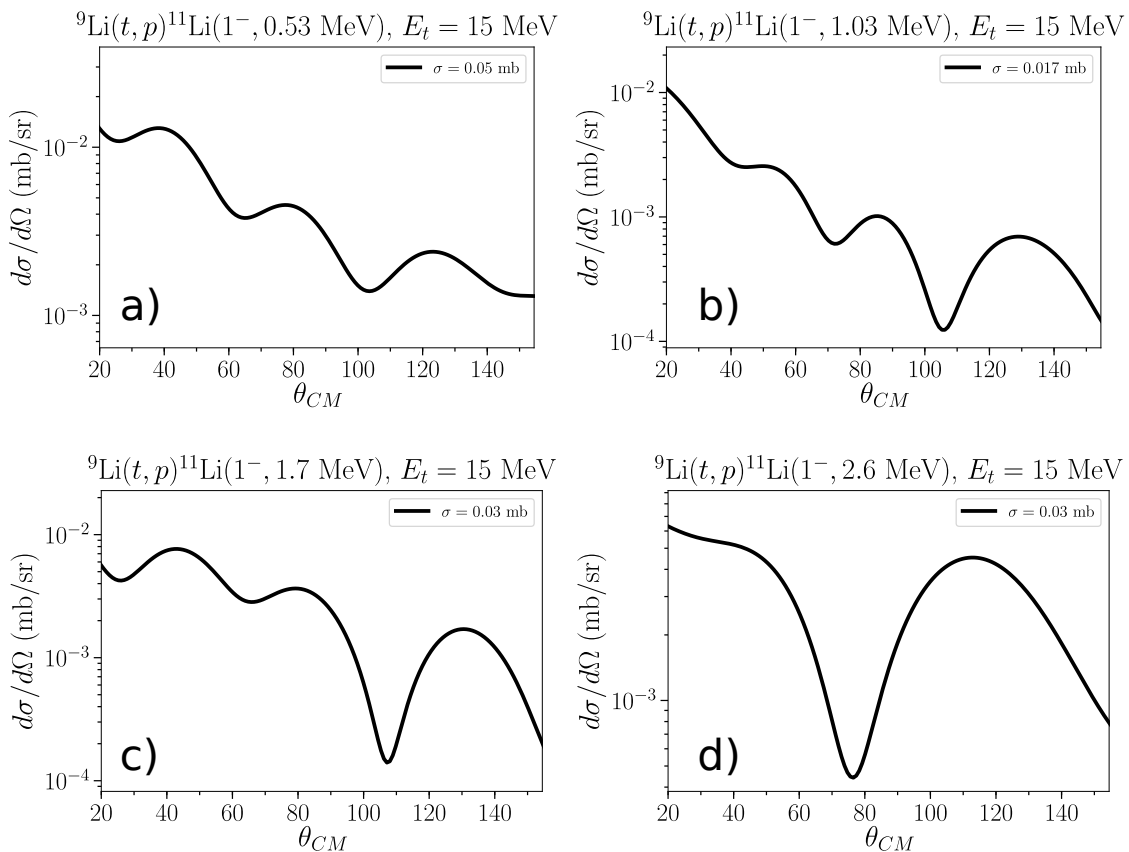 ⁹Li(t, p)¹¹Li(1⁻, 0.53 MeV), E_t = 15 MeV
σ = 0.05 mb
dσ/dΩ (mb/sr)
10⁻²
10⁻³
a)
20 40 60 80 100 120 140
θ_CM
⁹Li(t, p)¹¹Li(1⁻, 1.03 MeV), E_t = 15 MeV
σ = 0.017 mb
dσ/dΩ (mb/sr)
10⁻²
10⁻³
10⁻⁴
b)
20 40 60 80 100 120 140
θ_CM
⁹Li(t, p)¹¹Li(1⁻, 1.7 MeV), E_t = 15 MeV
σ = 0.03 mb
dσ/dΩ (mb/sr)
10⁻²
10⁻³
10⁻⁴
c)
20 40 60 80 100 120 140
θ_CM
⁹Li(t, p)¹¹Li(1⁻, 2.6 MeV), E_t = 15 MeV
σ = 0.03 mb
dσ/dΩ (mb/sr)
10⁻³
d)
20 40 60 80 100 120 140
θ_CM